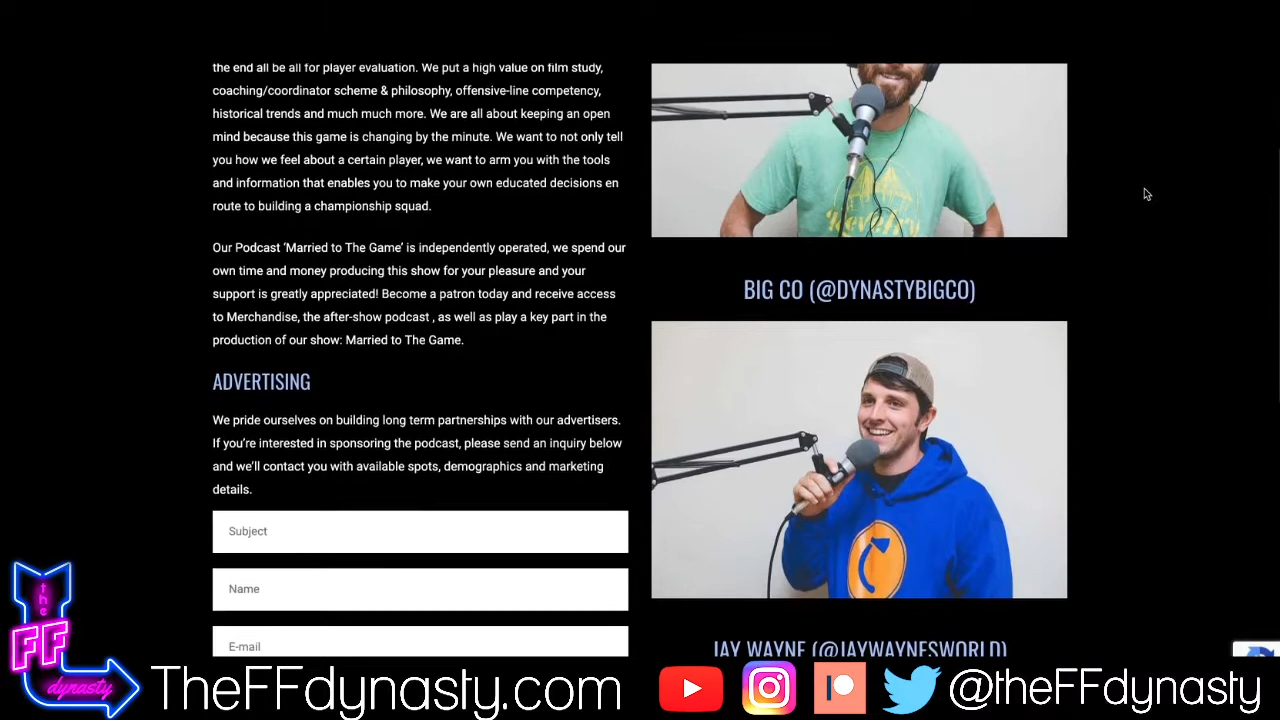 the end all be all for player evaluation. We put a high value on film study,
coaching/coordinator scheme & philosophy, offensive-line competency,
historical trends and much much more. We are all about keeping an open
mind because this game is changing by the minute. We want to not only tell
you how we feel about a certain player, we want to arm you with the tools
and information that enables you to make your own educated decisions en
route to building a championship squad.
Our Podcast ‘Married to The Game’ is independently operated, we spend our
own time and money producing this show for your pleasure and your
support is greatly appreciated! Become a patron today and receive access
to Merchandise, the after-show podcast , as well as play a key part in the
production of our show: Married to The Game.
ADVERTISING
We pride ourselves on building long term partnerships with our advertisers.
If you’re interested in sponsoring the podcast, please send an inquiry below
and we’ll contact you with available spots, demographics and marketing
details.
Subject
Name
E-mail
Revelry
BIG CO (@DYNASTYBIGCO)
C
JAY WAYNE (@JAYWAYNESWORLD)
the
FF
dynasty
TheFFdynasty.com
@theFFdynasty